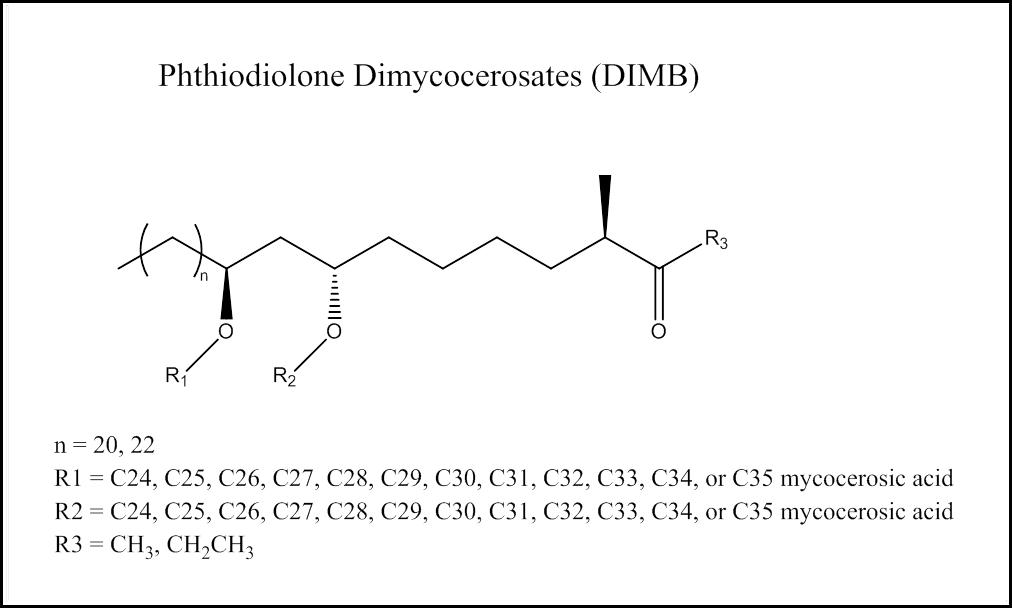 Phthiodiolone Dimycocerosates (DIMB)
( ) n
R₃
O O O
R₁ R₂
n = 20, 22
R1 = C24, C25, C26, C27, C28, C29, C30, C31, C32, C33, C34, or C35 mycocerosic acid
R2 = C24, C25, C26, C27, C28, C29, C30, C31, C32, C33, C34, or C35 mycocerosic acid
R3 = CH₃, CH₂CH₃